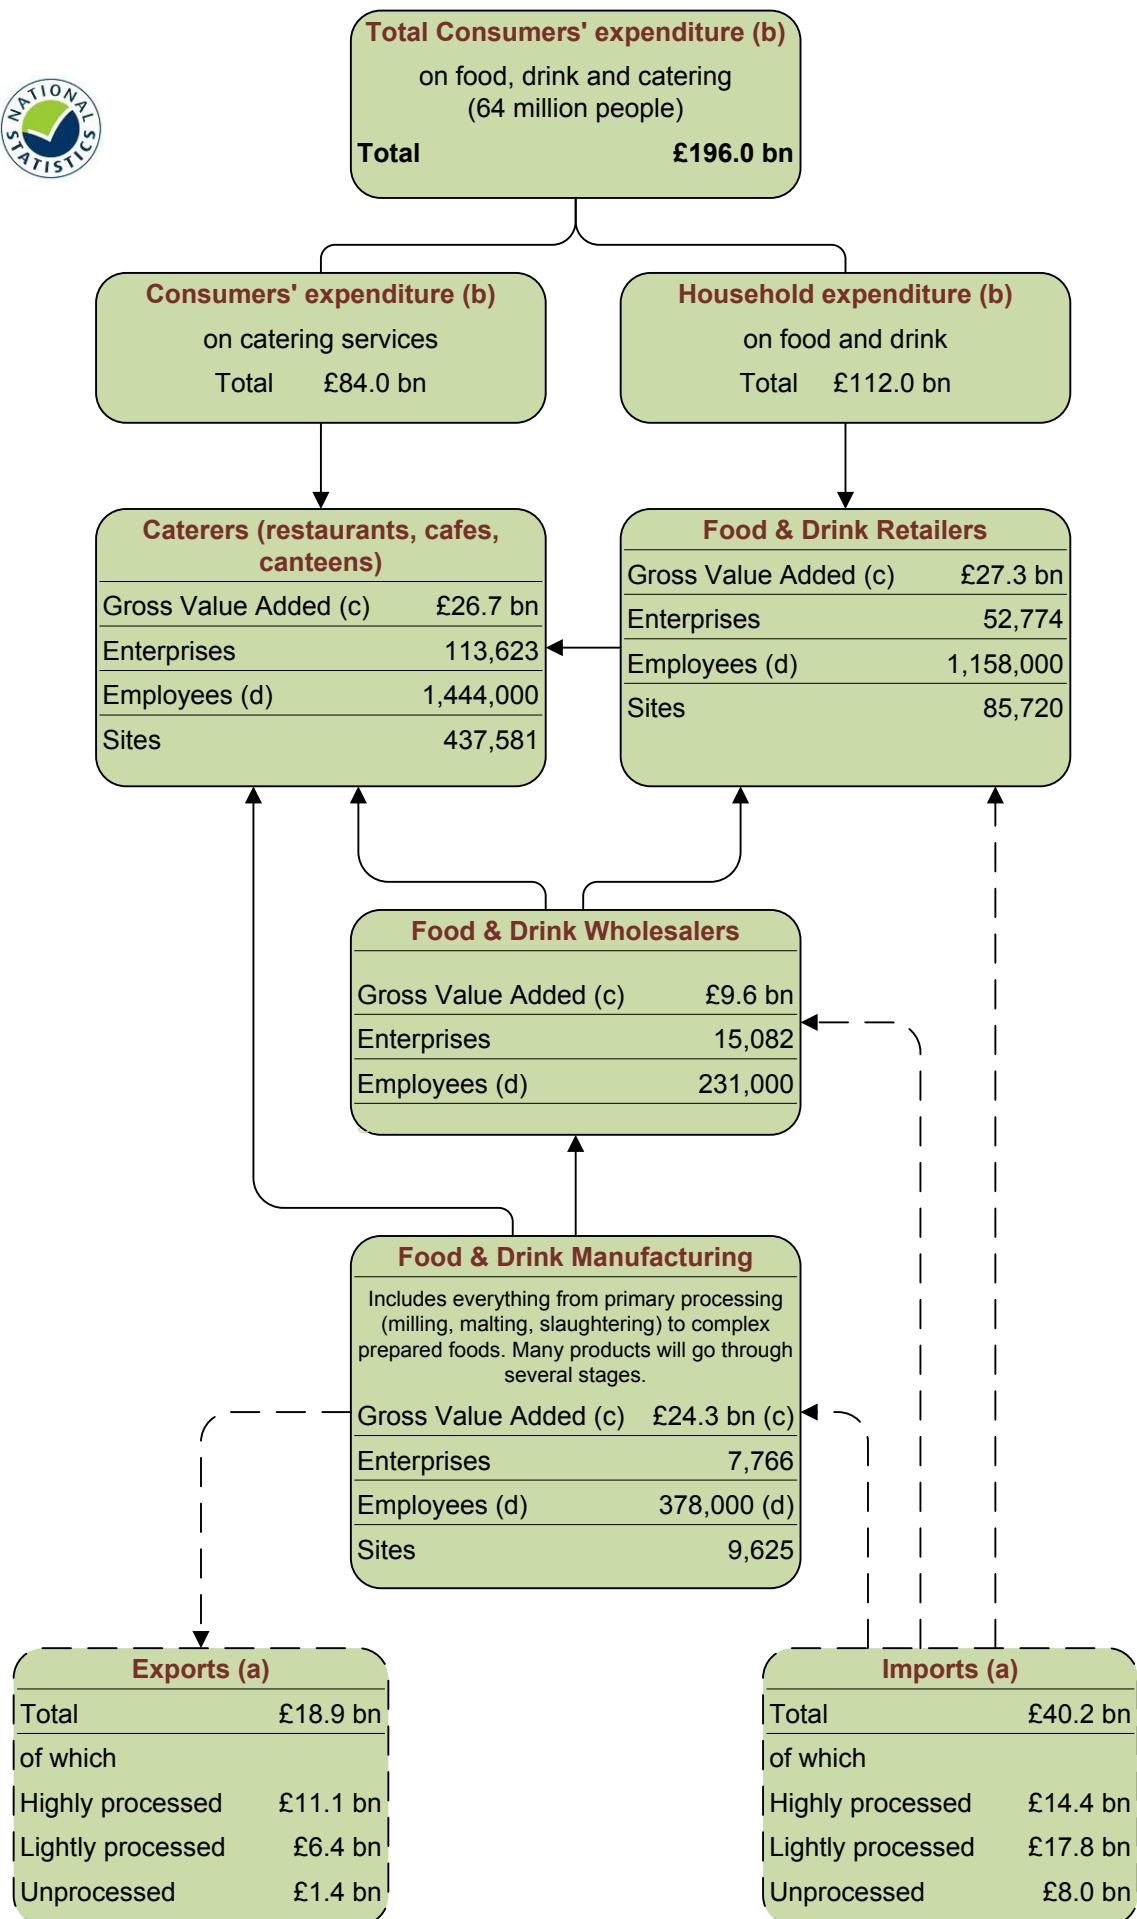 Total Consumers' expenditure (b)
on food, drink and catering
(64 million people)
Total £196.0 bn
NATIONAL STATISTICS
Consumers' expenditure (b)
on catering services
Total £84.0 bn
Household expenditure (b)
on food and drink
Total £112.0 bn
Caterers (restaurants, cafes,
canteens)
Gross Value Added (c) £26.7 bn
Enterprises 113,623
Employees (d) 1,444,000
Sites 437,581
Food & Drink Retailers
Gross Value Added (c) £27.3 bn
Enterprises 52,774
Employees (d) 1,158,000
Sites 85,720
Food & Drink Wholesalers
Gross Value Added (c) £9.6 bn
Enterprises 15,082
Employees (d) 231,000
Food & Drink Manufacturing
Includes everything from primary processing
(milling, malting, slaughtering) to complex
prepared foods. Many products will go through
several stages.
Gross Value Added (c) £24.3 bn (c)
Enterprises 7,766
Employees (d) 378,000 (d)
Sites 9,625
Exports (a)
Total £18.9 bn
of which
Highly processed £11.1 bn
Lightly processed £6.4 bn
Unprocessed £1.4 bn
Imports (a)
Total £40.2 bn
of which
Highly processed £14.4 bn
Lightly processed £17.8 bn
Unprocessed £8.0 bn